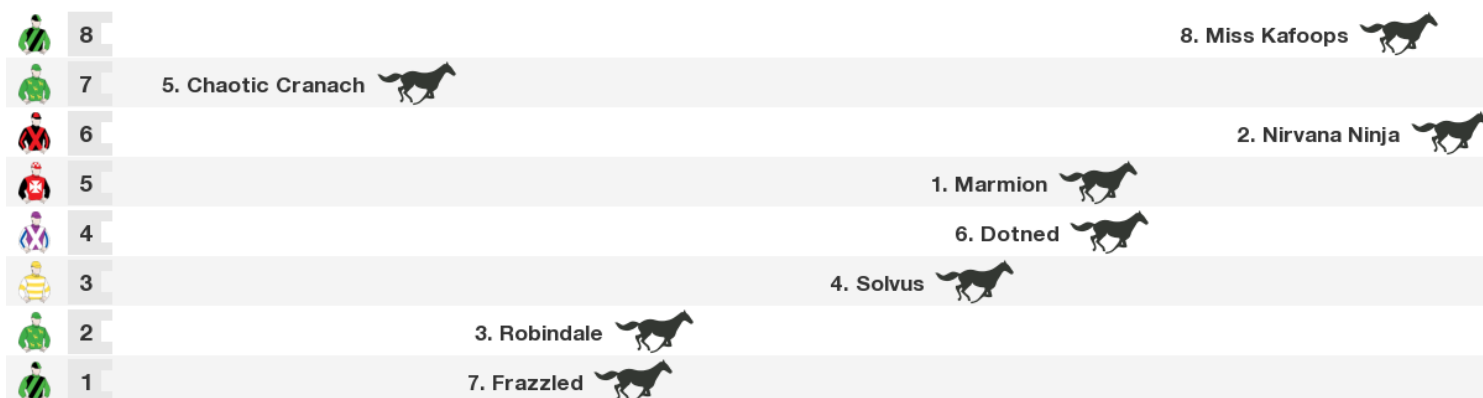 8 8. Miss Kafoops
7 5. Chaotic Cranach
6 2. Nirvana Ninja
5 1. Marmion
4 6. Dotned
3 4. Solvus
2 3. Robindale
1 7. Frazzled